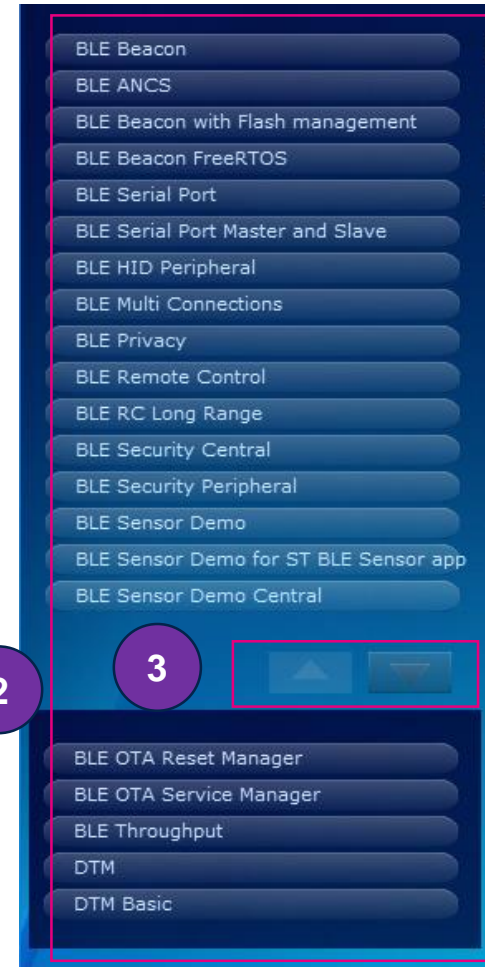 BLE Beacon
BLE ANCS
BLE Beacon with Flash management
BLE Beacon FreeRTOS
BLE Serial Port
BLE Serial Port Master and Slave
BLE HID Peripheral
BLE Multi Connections
BLE Privacy
BLE Remote Control
BLE RC Long Range
BLE Security Central
BLE Security Peripheral
BLE Sensor Demo
BLE Sensor Demo for ST BLE Sensor app
BLE Sensor Demo Central
2
3
BLE OTA Reset Manager
BLE OTA Service Manager
BLE Throughput
DTM
DTM Basic